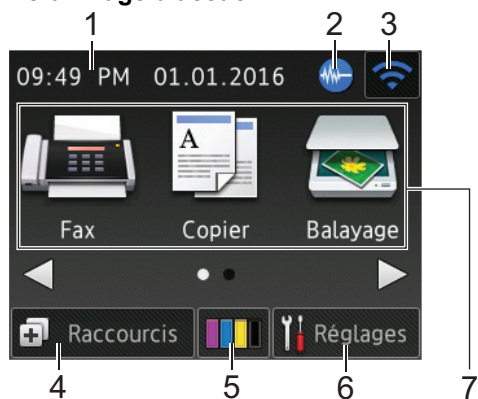 1 2 3
09:49 PM 01.01.2016
A
Fax Copier Balayage
Raccourcis Réglages
4 5 6 7